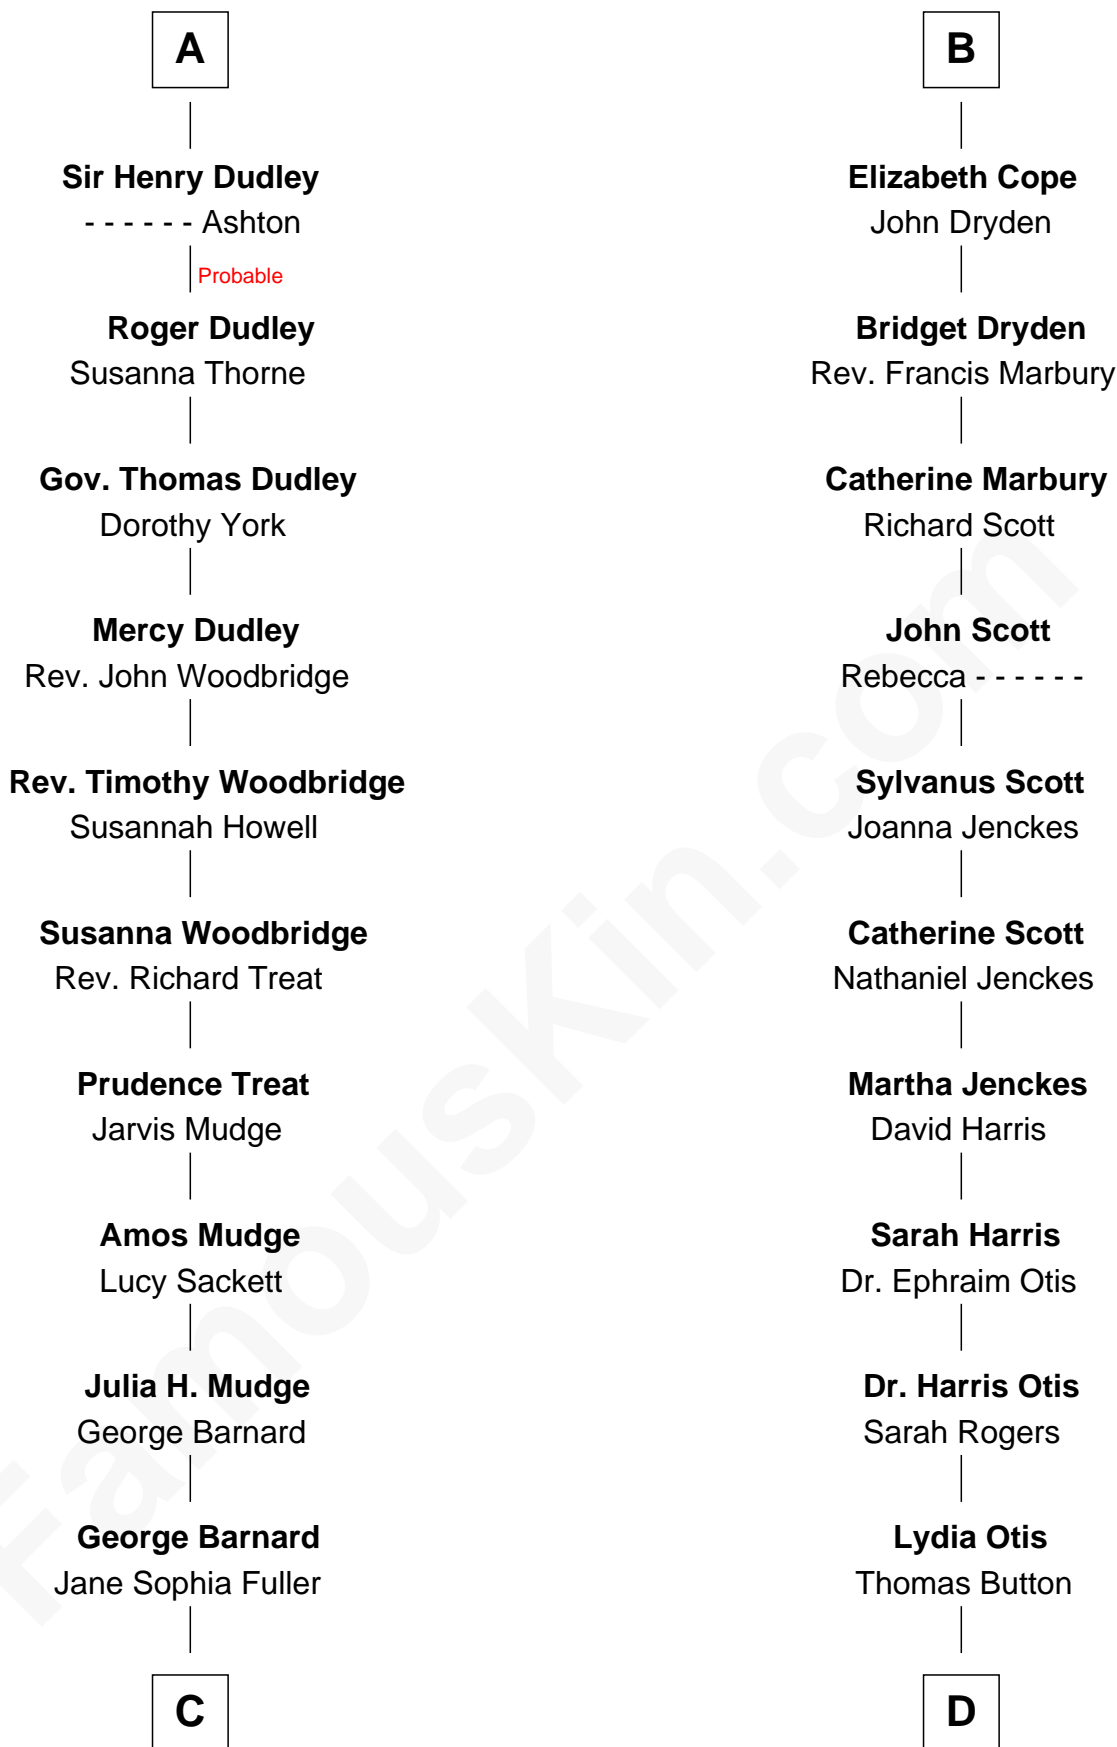 A
Sir Henry Dudley
- - - - - - Ashton
Probable
Roger Dudley
Susanna Thorne
Gov. Thomas Dudley
Dorothy York
Mercy Dudley
Rev. John Woodbridge
Rev. Timothy Woodbridge
Susannah Howell
Susanna Woodbridge
Rev. Richard Treat
Prudence Treat
Jarvis Mudge
Amos Mudge
Lucy Sackett
Julia H. Mudge
George Barnard
George Barnard
Jane Sophia Fuller
C
B
Elizabeth Cope
John Dryden
Bridget Dryden
Rev. Francis Marbury
Catherine Marbury
Richard Scott
John Scott
Rebecca - - - - - -
Sylvanus Scott
Joanna Jenckes
Catherine Scott
Nathaniel Jenckes
Martha Jenckes
David Harris
Sarah Harris
Dr. Ephraim Otis
Dr. Harris Otis
Sarah Rogers
Lydia Otis
Thomas Button
D
FamousKin.com